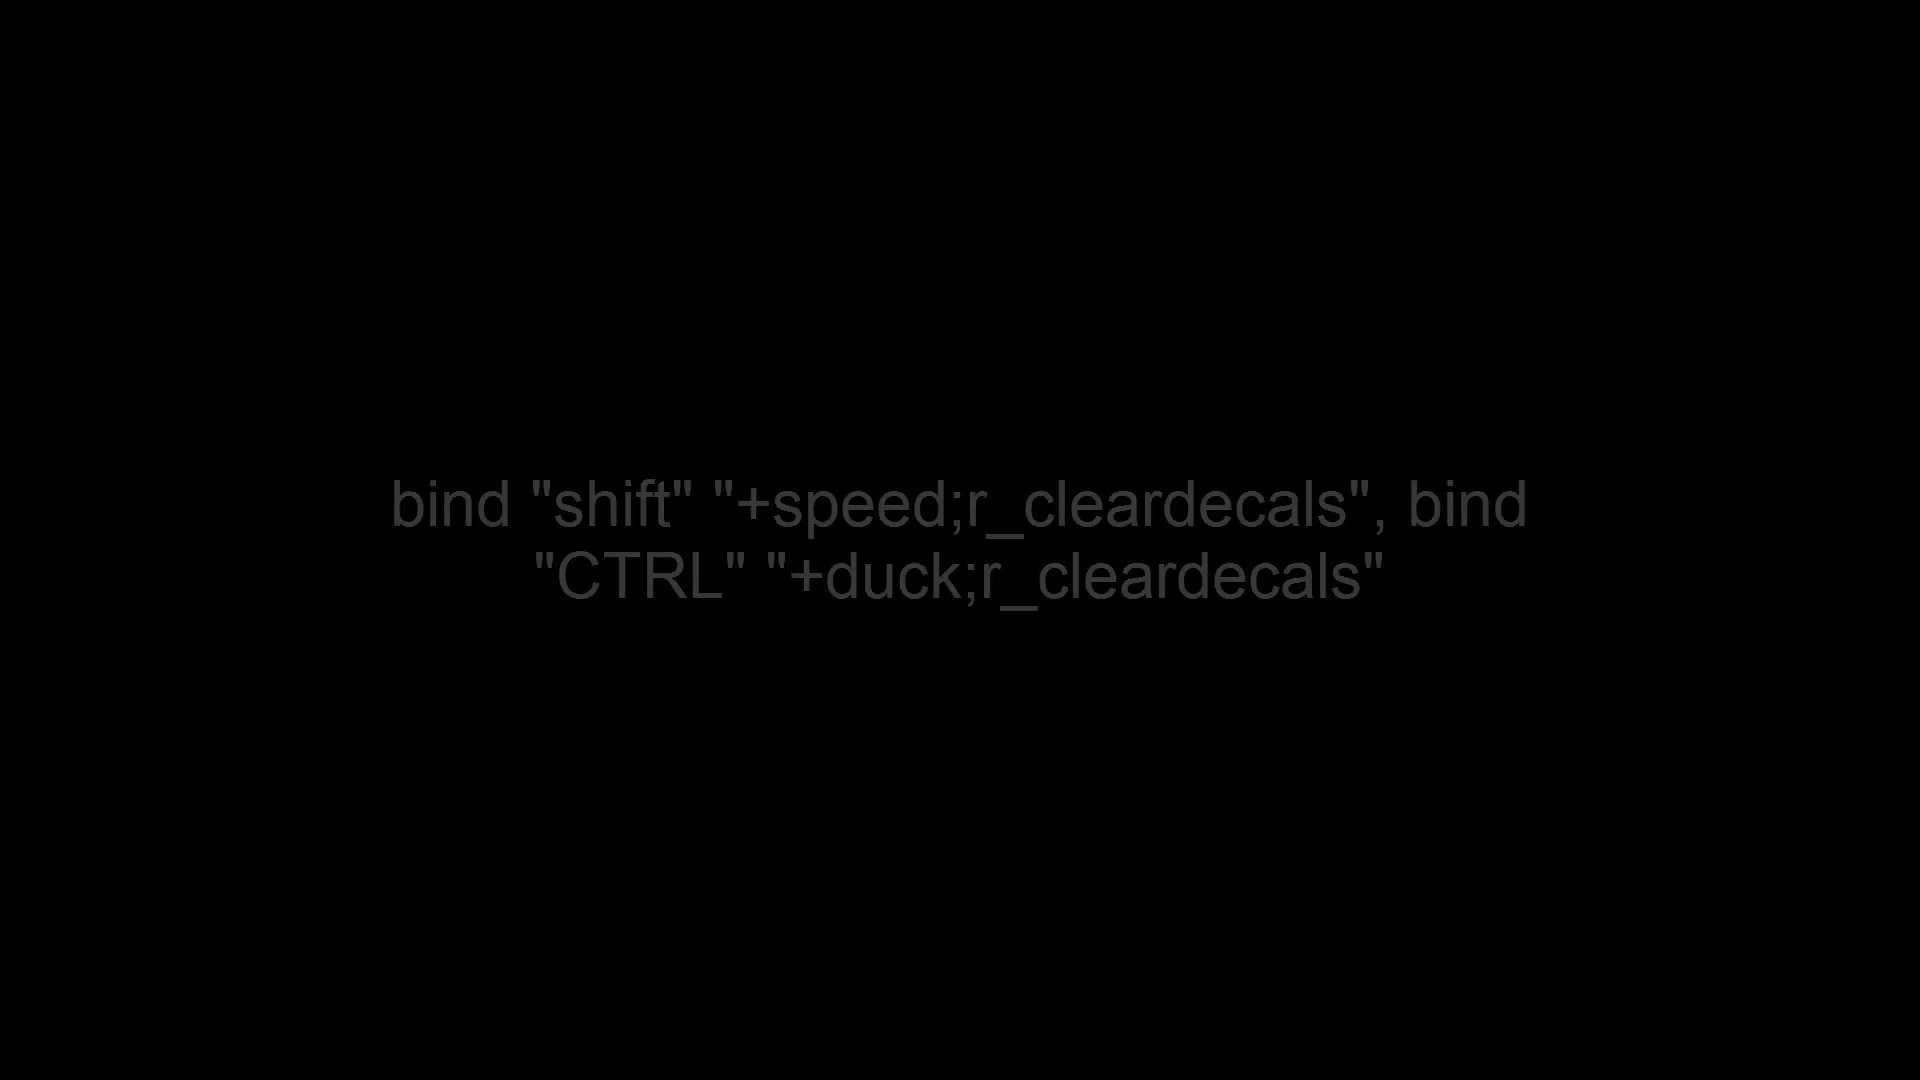 bind "shift" "+speed;r_cleardecals", bind
"CTRL" "+duck;r_cleardecals"